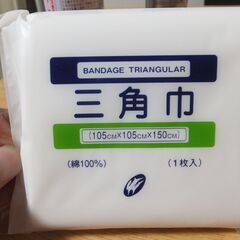 BANDAGE TRIANGULAR
三角巾
(105CM×105CM×150CM)
(綿100%) (1枚入)